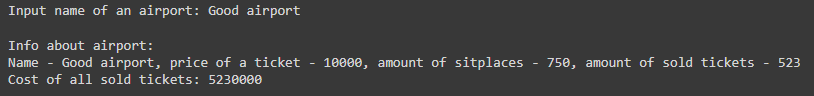 Input name of an airport: Good airport
Info about airport:
Name - Good airport, price of a ticket - 10000, amount of sitplaces - 750, amount of sold tickets - 523
Cost of all sold tickets: 5230000